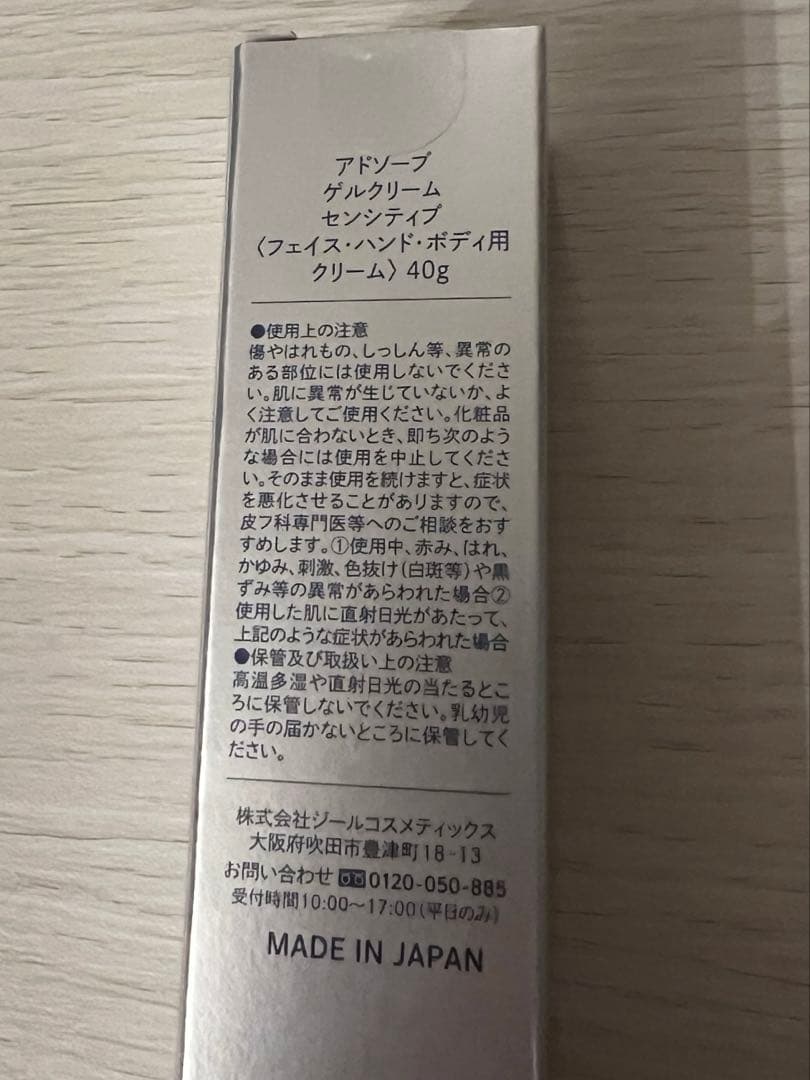 アドソープ
ゲルクリーム
センシティブ
〈フェイス・ハンド・ボディ用
クリーム〉40g
●使用上の注意
傷やはれもの、しっしん等、異常の
ある部位には使用しないでくださ
い。肌に異常が生じていないか、よ
く注意してご使用ください。化粧品
が肌に合わないとき、即ち次のよう
な場合には使用を中止してくださ
い。そのまま使用を続けますと、症状
を悪化させることがありますので、
皮フ科専門医等へのご相談をおす
すめします。①使用中、赤み、はれ、
かゆみ、刺激、色抜け(白斑等)や黒
ずみ等の異常があらわれた場合②
使用した肌に直射日光があたって、
上記のような症状があらわれた場合
●保管及び取扱い上の注意
高温多湿や直射日光の当たるとこ
ろに保管しないでください。乳幼児
の手の届かないところに保管してく
ださい。
株式会社ジールコスメティックス
大阪府吹田市豊津町18-13
お問い合わせ 0120-050-885
受付時間10:00〜17:00(平日のみ)
MADE IN JAPAN